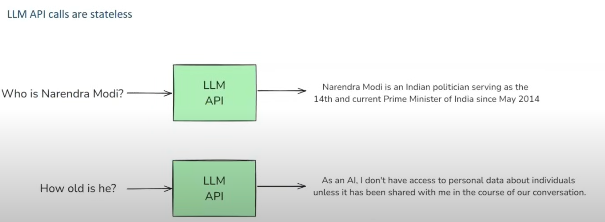 LLM API calls are stateless
Who is Narendra Modi?
LLM
API
Narendra Modi is an Indian politician serving as the
14th and current Prime Minister of India since May 2014
How old is he?
LLM
API
As an AI, I don't have access to personal data about individuals
unless it has been shared with me in the course of our conversation.